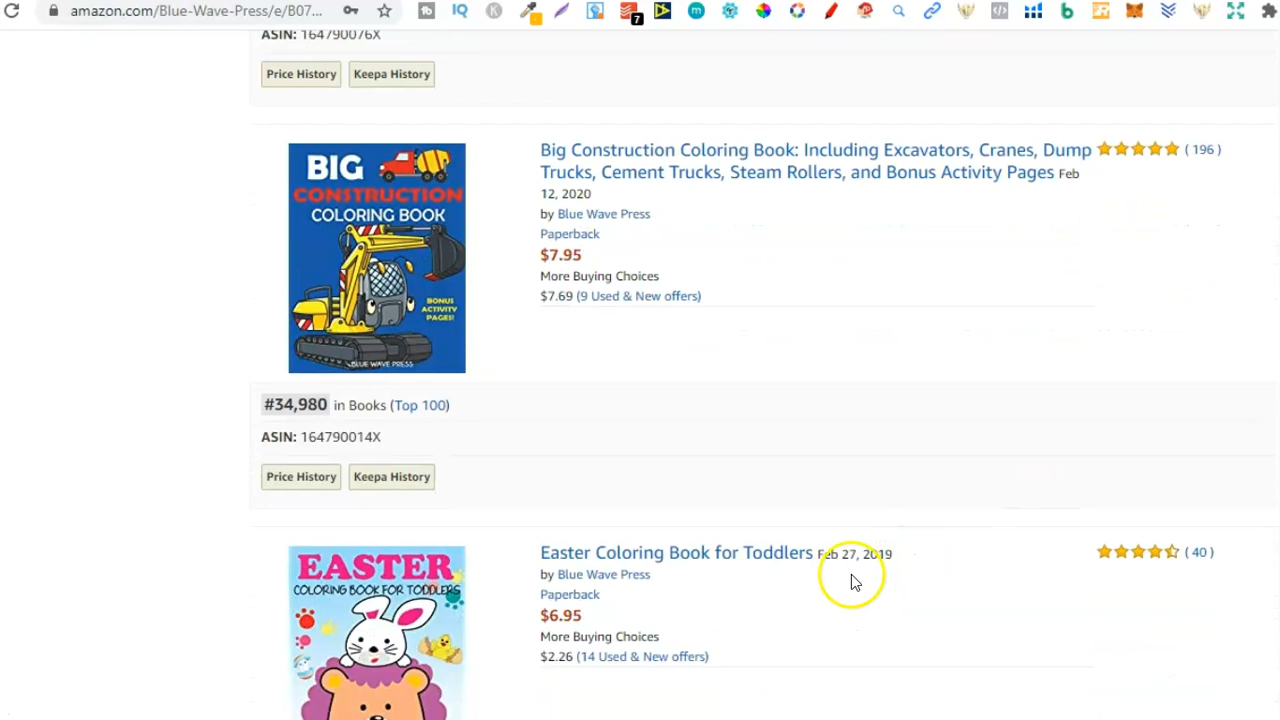 amazon.com/Blue-Wave-Press/e/B07...
7
ASIN: 164790076X
Price History
Keepa History
BIG
CONSTRUCTION
COLORING BOOK
BONUS
ACTIVITY
PAGES!
BLUE WAVE PRESS
Big Construction Coloring Book: Including Excavators, Cranes, Dump
Trucks, Cement Trucks, Steam Rollers, and Bonus Activity Pages Feb
12, 2020
by Blue Wave Press
Paperback
$7.95
More Buying Choices
$7.69 (9 Used & New offers)
( 196 )
#34,980 in Books (Top 100)
ASIN: 164790014X
Price History
Keepa History
EASTER
COLORING BOOK FOR TODDLERS
Easter Coloring Book for Toddlers Feb 27, 2019
by Blue Wave Press
Paperback
$6.95
More Buying Choices
$2.26 (14 Used & New offers)
( 40 )